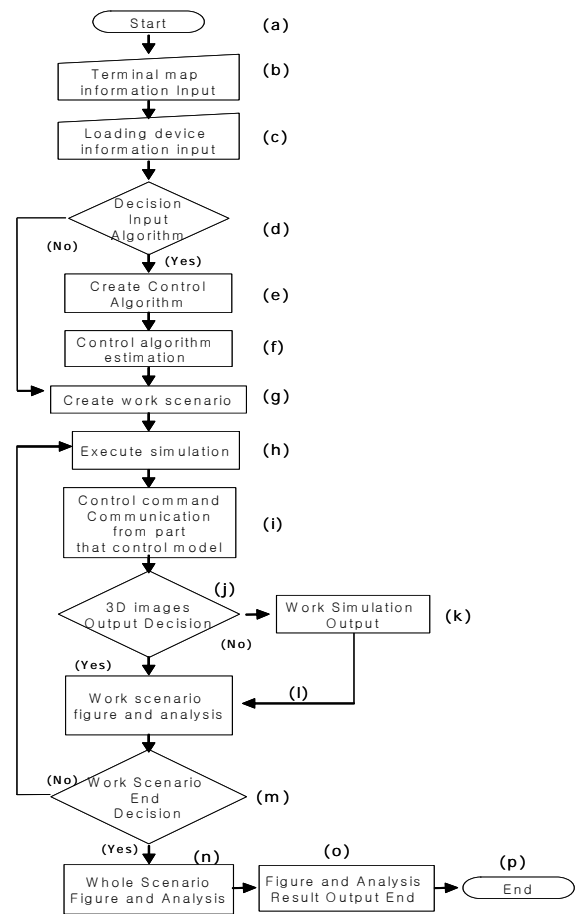 Start
(a)
Terminal map
information Input
(b)
Loading device
information input
(c)
Decision
Input
Algorithm
(d)
(No)
(Yes)
Create Control
Algorithm
(e)
Control algorithm
estimation
(f)
Create work scenario
(g)
Execute simulation
(h)
Control command
Communication
from part
that control model
(i)
3D images
Output Decision
(j)
(No)
(Yes)
Work Simulation
Output
(k)
Work scenario
figure and analysis
(l)
(No)
Work Scenario
End
Decision
(m)
(Yes)
Whole Scenario
Figure and Analysis
(n)
Figure and Analysis
Result Output End
(o)
End
(p)